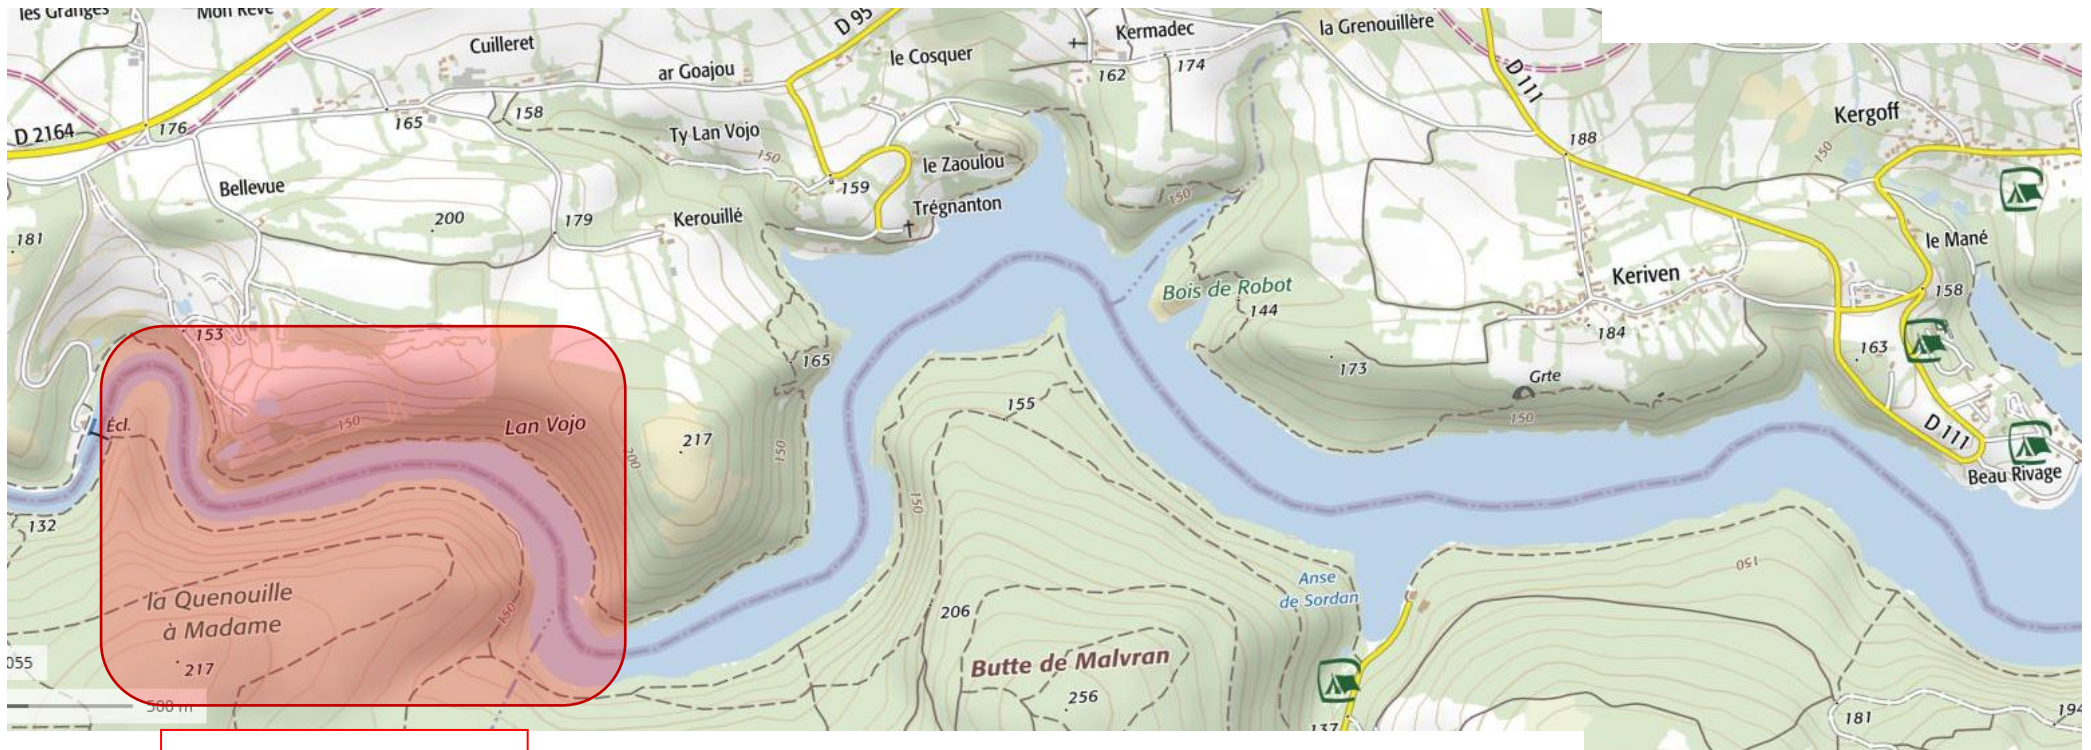 les Granges
Mon Rêve
D 95
la Grenouillère
Kermadec
Cuilleret
le Cosquer
ar Goajou
162
174
D 111
Kergoff
158
165
176
D 2164
Ty Lan Vojo
150
188
150
le Zaoulou
159
Bellevue
150
Trégnanton
200
179
Kerouillé
181
le Mané
Bois de Robot
Keriven
158
144
153
184
163
165
173
Grte
155
150
150
Écl.
Lan Vojo
D 111
217
200
150
Beau Rivage
150
132
150
Anse
de Sordan
la Quenouille
à Madame
150
206
Butte de Malvran
055
217
256
500 m
137
181
194